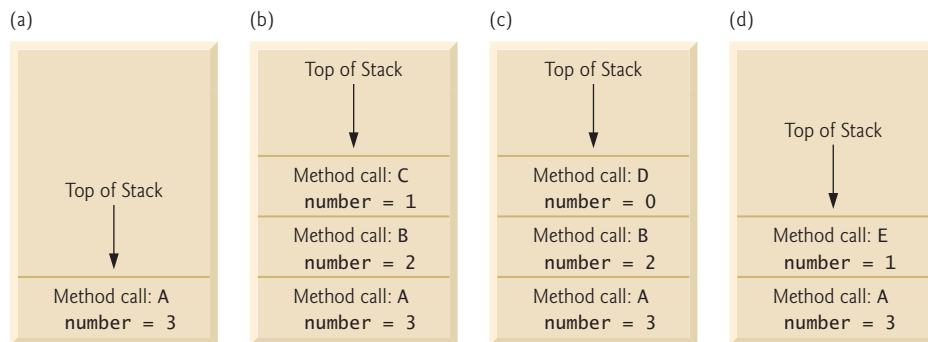 (a)
Top of Stack
Method call: A
number = 3
(b)
Top of Stack
Method call: C
number = 1
Method call: B
number = 2
Method call: A
number = 3
(c)
Top of Stack
Method call: D
number = 0
Method call: B
number = 2
Method call: A
number = 3
(d)
Top of Stack
Method call: E
number = 1
Method call: A
number = 3